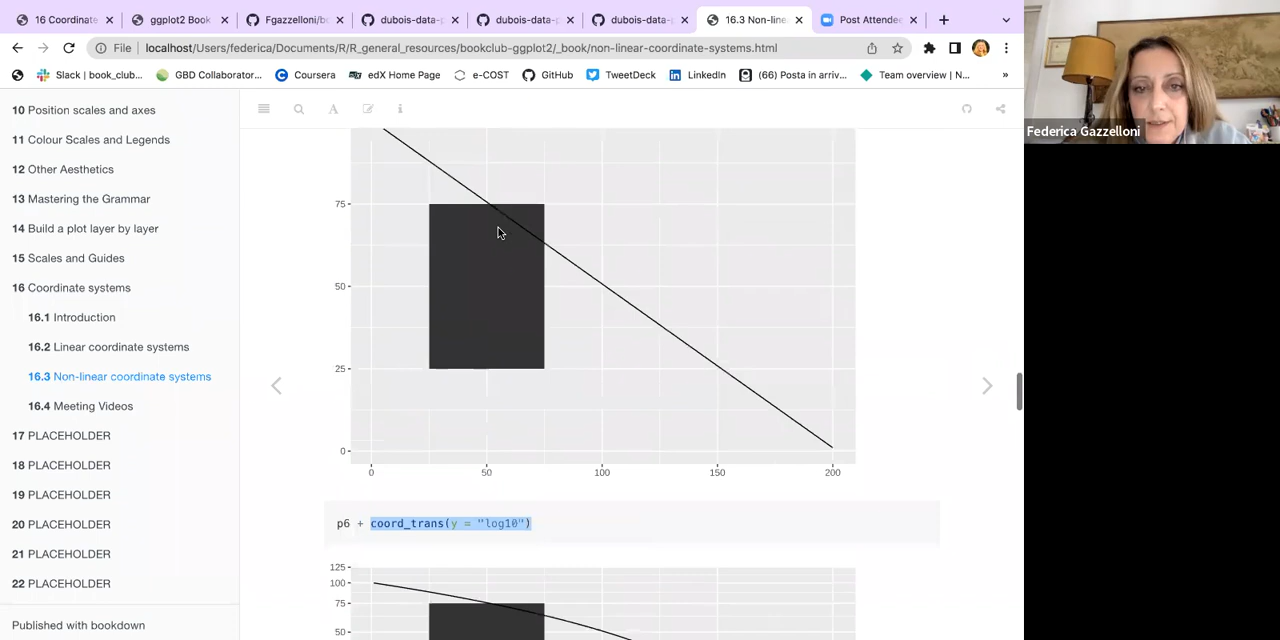 16 Coordinate
ggplot2 Book
Fgazzelloni/bo
dubois-data-p
dubois-data-p
dubois-data-p
16.3 Non-line
Post Attendee
File
localhost/Users/federica/Documents/R/R_general_resources/bookclub-ggplot2/_book/non-linear-coordinate-systems.html
Slack | book_club...
GBD Collaborator...
Coursera
edX Home Page
e-COST
GitHub
TweetDeck
LinkedIn
(66) Posta in arriv...
Team overview | N...
»
10 Position scales and axes
11 Colour Scales and Legends
12 Other Aesthetics
13 Mastering the Grammar
14 Build a plot layer by layer
15 Scales and Guides
16 Coordinate systems
16.1 Introduction
16.2 Linear coordinate systems
16.3 Non-linear coordinate systems
16.4 Meeting Videos
17 PLACEHOLDER
18 PLACEHOLDER
19 PLACEHOLDER
20 PLACEHOLDER
21 PLACEHOLDER
22 PLACEHOLDER
Published with bookdown
A
i
75
50
25
0
0 50 100 150 200
p6 + coord_trans(y = "log10")
125
100
75
50
Federica Gazzelloni